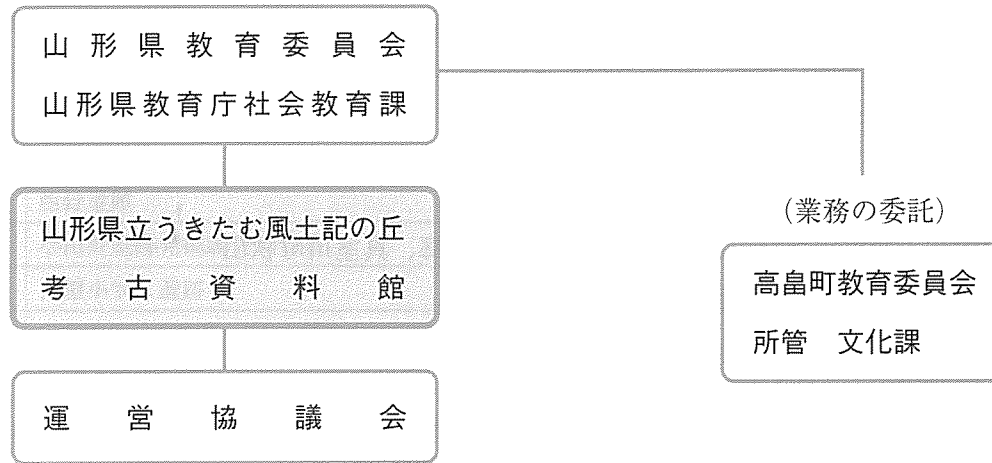 山形県教育委員会
山形県教育庁社会教育課
山形県立うきたむ風土記の丘
考古資料館
運営協議会
(業務の委託)
高畠町教育委員会
所管　文化課